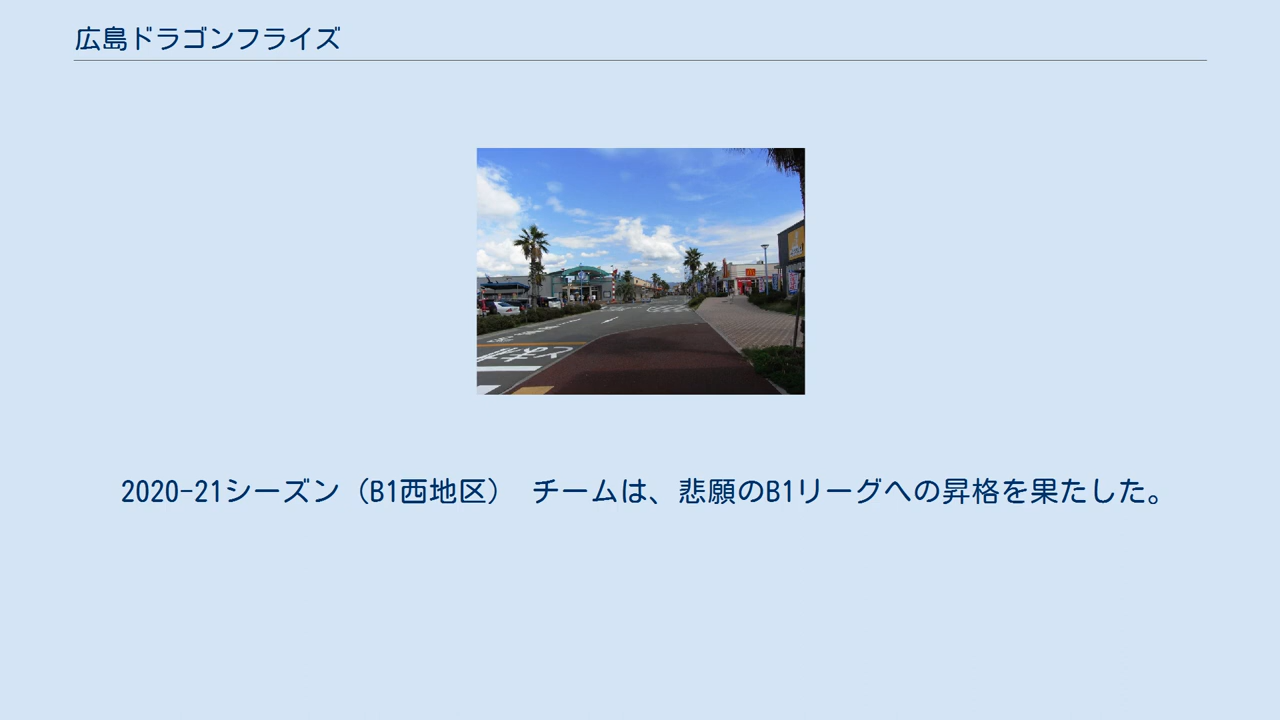 広島ドラゴンフライズ
2020-21シーズン（B1西地区）　チームは、悲願のB1リーグへの昇格を果たした。